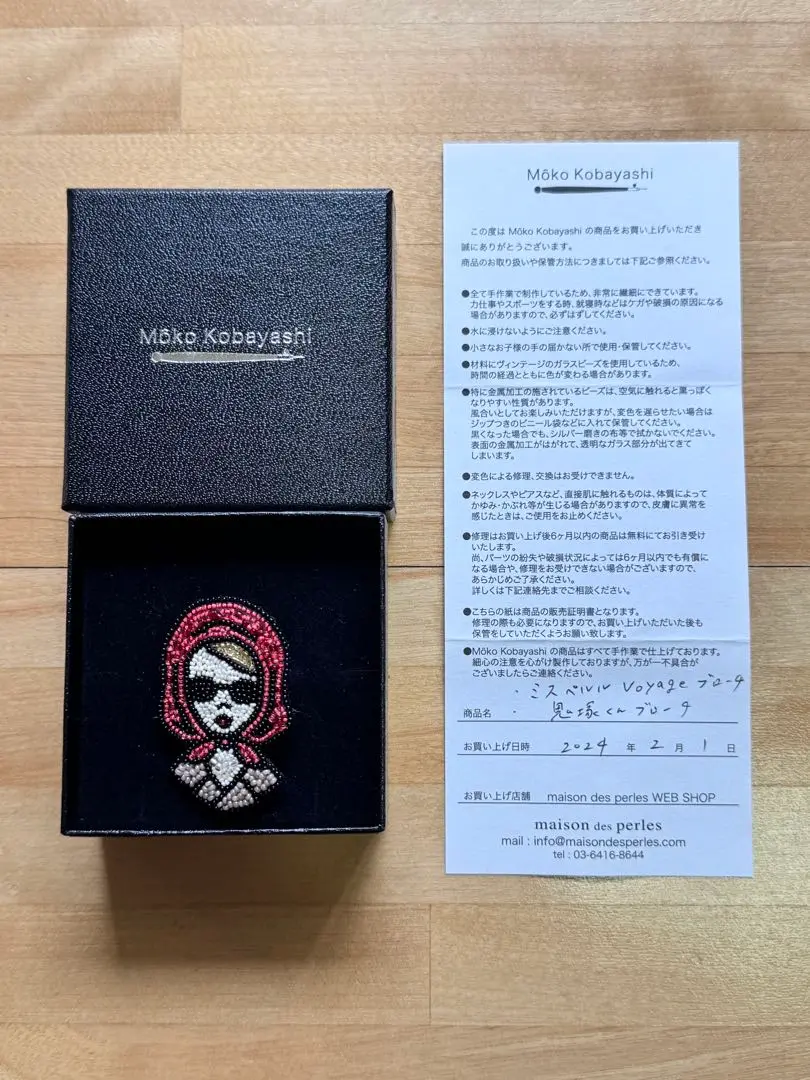 Môko Kobayashi
Môko Kobayashi
この度は Môko Kobayashi の商品をお買い上げいただき
誠にありがとうございます。
商品のお取り扱いや保管方法につきましては下記ご参照ください。
●全て手作業で制作しているため、非常に繊細にできています。
力仕事やスポーツをする時、就寝時などはケガや破損の原因になる
場合がありますので、必ずはずしてください。
●水に浸けないようにご注意ください。
●小さなお子様の手の届かない所で使用・保管してください。
●材料にヴィンテージのガラスビーズを使用しているため、
時間の経過とともに色が変わる場合があります。
●特に金属加工の施されているビーズは、空気に触れると黒っぽく
なりやすい性質があります。
風合いとしてお楽しみいただけますが、変色を遅らせたい場合は
ジップつきのビニール袋などに入れて保管してください。
黒くなった場合でも、シルバー磨きの布等で拭かないでください。
表面の金属加工がはがれて、透明なガラス部分が出てきて
しまいます。
●変色による修理、交換はお受けできません。
●ネックレスやピアスなど、直接肌に触れるものは、体質によって
かゆみ・かぶれ等が生じる場合がありますので、皮膚に異常を
感じたときは、ご使用をお止めください。
●修理はお買い上げ後6ヶ月以内の商品は無料にてお引き受け
いたします。
尚、パーツの紛失や破損状況によっては6ヶ月以内でも有償に
なる場合や、修理をお受けできない場合がございますので、
あらかじめご了承ください。
詳しくは下記連絡先までご相談ください。
●こちらの紙は商品の販売証明書となります。
修理の際も必要になりますので、お買い上げいただいた後も
保管をしていただくようお願い致します。
●Môko Kobayashi の商品はすべて手作業で仕上げております。
細心の注意を心がけ製作しておりますが、万が一不具合が
ございましたらご連絡ください。
・ミスペルル Voyage ブローチ
商品名 ・ 塚くんブローチ
お買い上げ日時 2024 年 2 月 1 日
お買い上げ店舗 maison des perles WEB SHOP
maison des perles
mail : info@maisondesperles.com
tel : 03-6416-8644